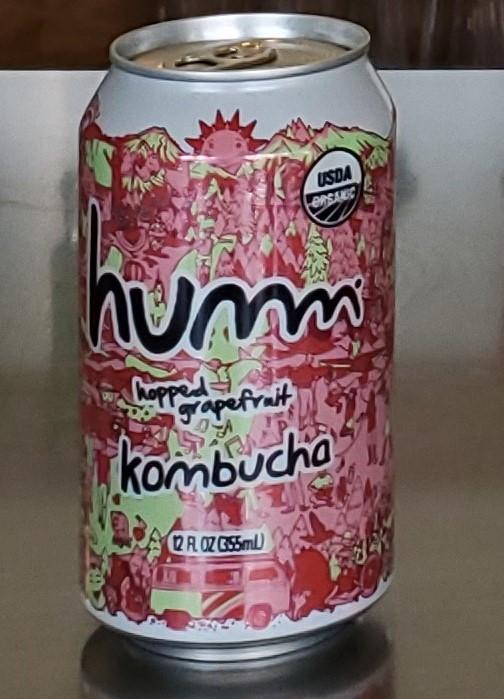 USDA
ORGANIC
humm
hopped
grapefruit
kombucha
12 FL OZ (355mL)